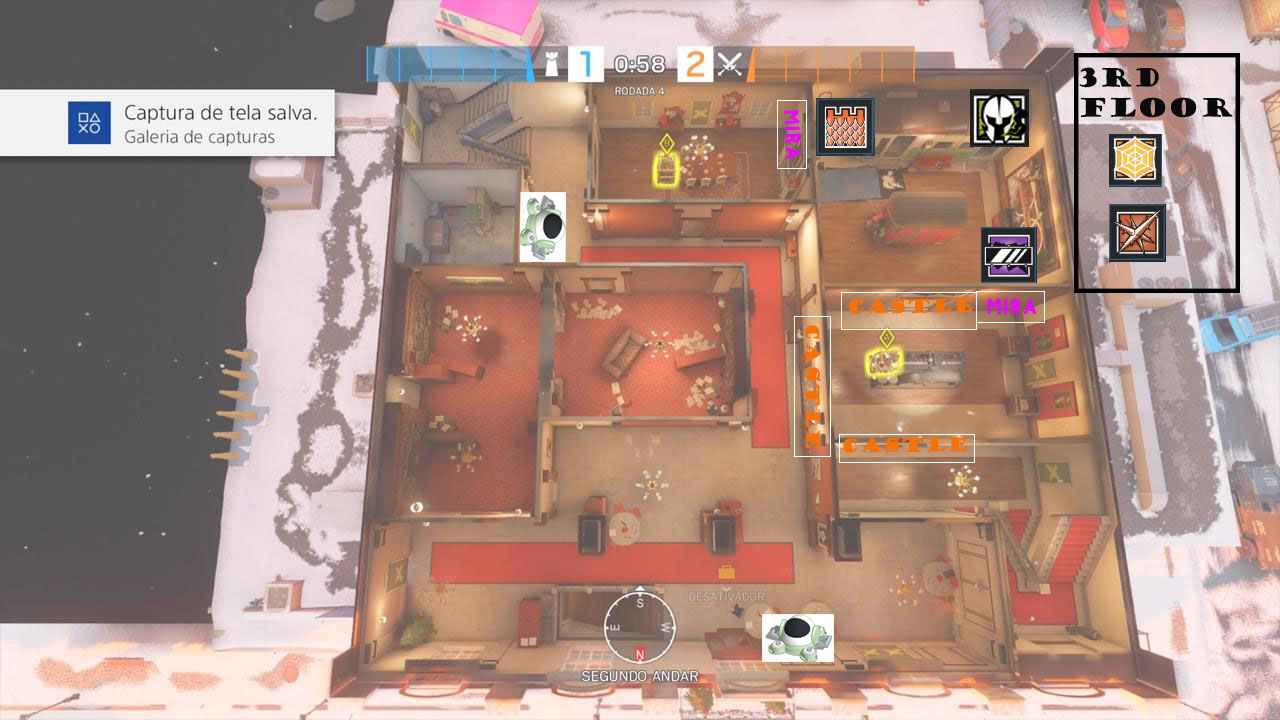 1 0:58 2
RODADA 4
Captura de tela salva.
Galeria de capturas
3RD
FLOOR
MIRA
B
CASTLE MIRA
CASTLE
CASTLE
S
E W
N
DESATIVADOR
SEGUNDO ANDAR